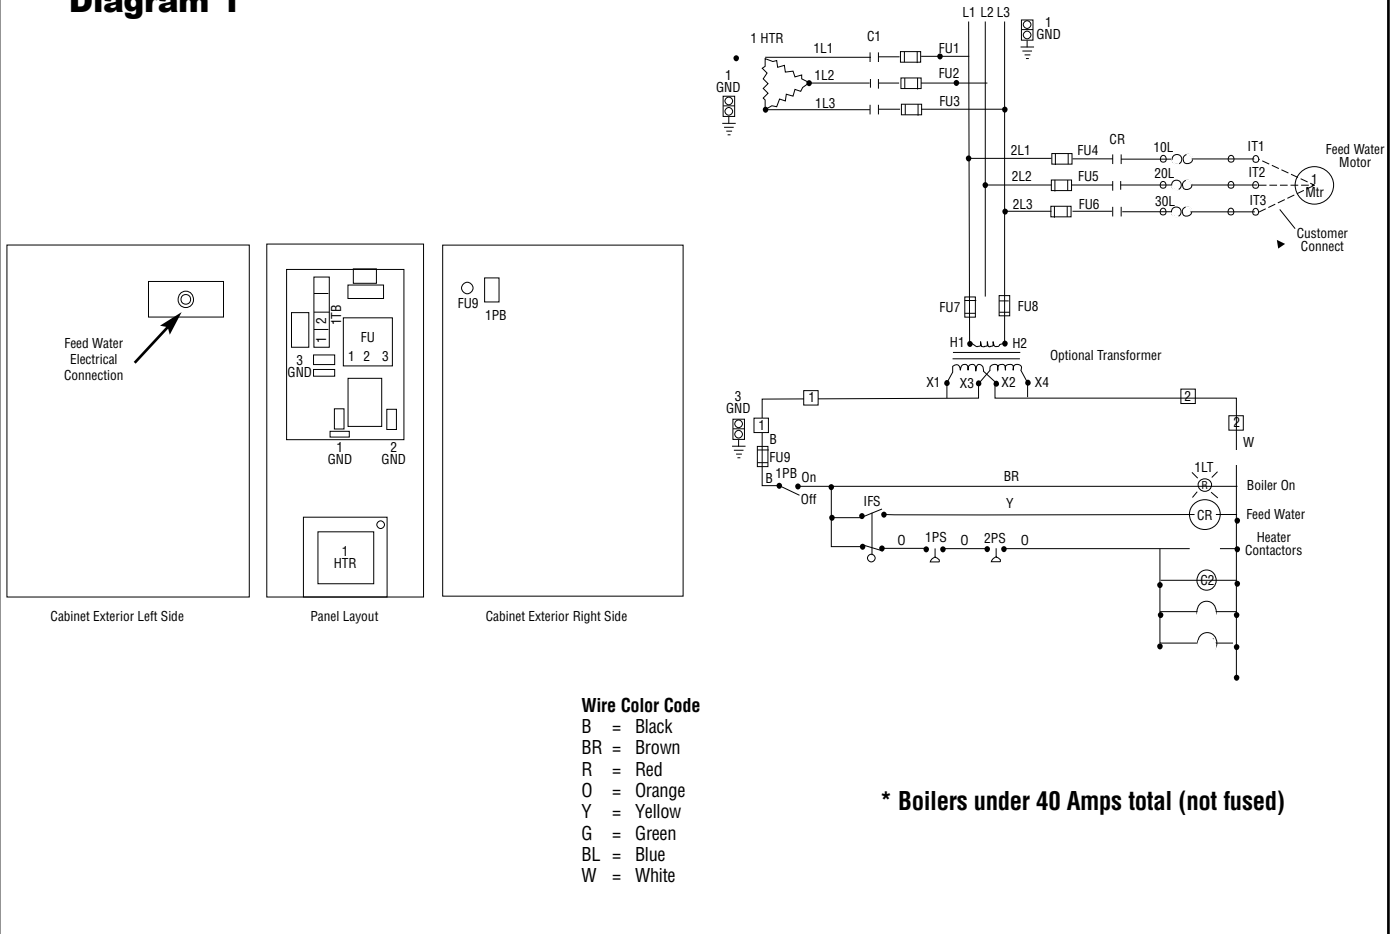 Diagram 1
L1 L2 L3
1
GND
1 HTR
C1
1L1
FU1
1L2
FU2
1L3
FU3
1
GND
2L1
FU4
CR
10L
IT1
2L2
FU5
20L
IT2
2L3
FU6
30L
IT3
Feed Water
Motor
1
Mtr
Customer
Connect
FU7
FU8
H1
H2
Optional Transformer
X1
X3
X2
X4
1
2
3
GND
1
B
FU9
B
1PB
On
Off
2
W
BR
1LT
R
Boiler On
IFS
Y
CR
Feed Water
O
1PS
O
2PS
O
Heater
Contactors
C2
Feed Water
Electrical
Connection
Cabinet Exterior Left Side
1
2
1TB
FU
1 2 3
3
GND
1
GND
2
GND
1
HTR
Panel Layout
FU9
1PB
Cabinet Exterior Right Side
Wire Color Code
B = Black
BR = Brown
R = Red
O = Orange
Y = Yellow
G = Green
BL = Blue
W = White
* Boilers under 40 Amps total (not fused)